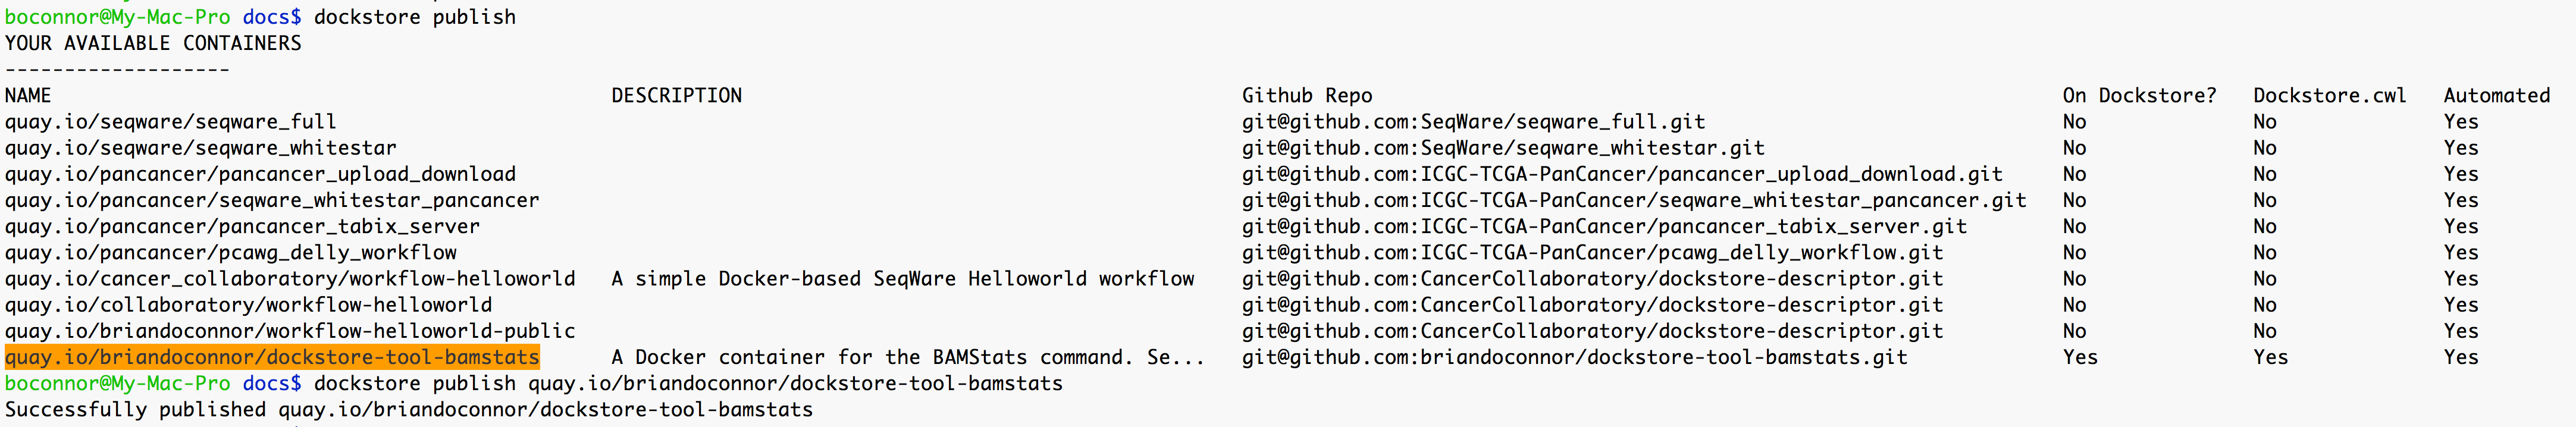 boconnor@My-Mac-Pro docs$ dockstore publish
YOUR AVAILABLE CONTAINERS
-------------------
NAME DESCRIPTION Github Repo On Dockstore? Dockstore.cwl Automated
quay.io/seqware/seqware_full git@github.com:SeqWare/seqware_full.git No No Yes
quay.io/seqware/seqware_whitestar git@github.com:SeqWare/seqware_whitestar.git No No Yes
quay.io/pancancer/pancancer_upload_download git@github.com:ICGC-TCGA-PanCancer/pancancer_upload_download.git No No Yes
quay.io/pancancer/seqware_whitestar_pancancer git@github.com:ICGC-TCGA-PanCancer/seqware_whitestar_pancancer.git No No Yes
quay.io/pancancer/pancancer_tabix_server git@github.com:ICGC-TCGA-PanCancer/pancancer_tabix_server.git No No Yes
quay.io/pancancer/pcawg_delly_workflow git@github.com:ICGC-TCGA-PanCancer/pcawg_delly_workflow.git No No Yes
quay.io/cancer_collaboratory/workflow-helloworld A simple Docker-based SeqWare Helloworld workflow git@github.com:CancerCollaboratory/dockstore-descriptor.git No No Yes
quay.io/collaboratory/workflow-helloworld git@github.com:CancerCollaboratory/dockstore-descriptor.git No No Yes
quay.io/briandoconnor/workflow-helloworld-public git@github.com:CancerCollaboratory/dockstore-descriptor.git No No Yes
quay.io/briandoconnor/dockstore-tool-bamstats A Docker container for the BAMStats command. Se... git@github.com:briandoconnor/dockstore-tool-bamstats.git Yes Yes Yes
boconnor@My-Mac-Pro docs$ dockstore publish quay.io/briandoconnor/dockstore-tool-bamstats
Successfully published quay.io/briandoconnor/dockstore-tool-bamstats